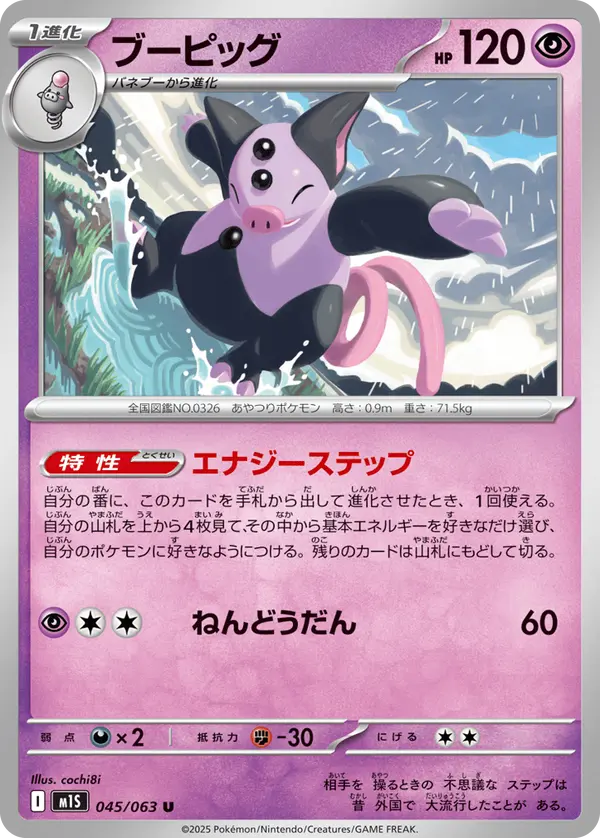 1進化
ブーピッグ
HP 120
バネブーから進化
全国図鑑NO.0326 あやつりポケモン 高さ:0.9m 重さ:71.5kg
特性 とくせい エナジーステップ
自分の番に、このカードを手札から出して進化させたとき、1回使える。
自分の山札を上から4枚見て、その中から基本エネルギーを好きなだけ選び、
自分のポケモンに好きなようにつける。残りのカードは山札にもどして切る。
ねんどうだん 60
弱点 ×2 抵抗力 -30 にげる
Illus. cochi8i
相手を 操るときの 不思議な ステップは
昔 外国で 大流行したことが ある。
I M1S 045/063 U
©2025 Pokémon/Nintendo/Creatures/GAME FREAK.